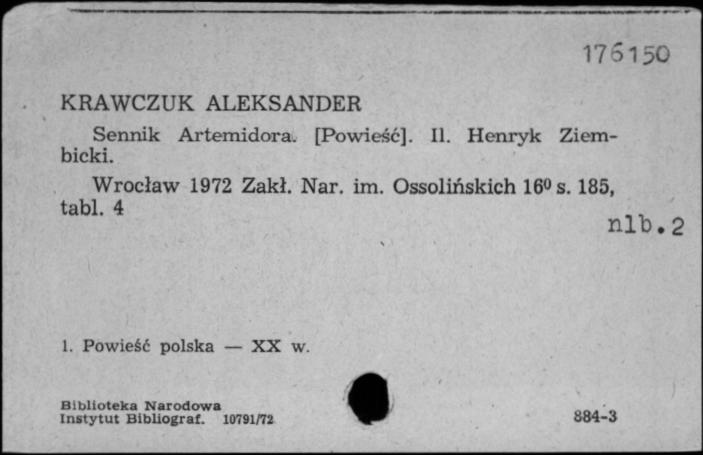 176150
KRAWCZUK ALEKSANDER
Sennik Artemidora. [Powieść]. Il. Henryk Ziem-
bicki.
Wrocław 1972 Zakł. Nar. im. Ossolińskich 16⁰ s. 185,
tabl. 4
nlb. 2
1. Powieść polska — XX w.
Biblioteka Narodowa
Instytut Bibliograf. 10791/72
884-3